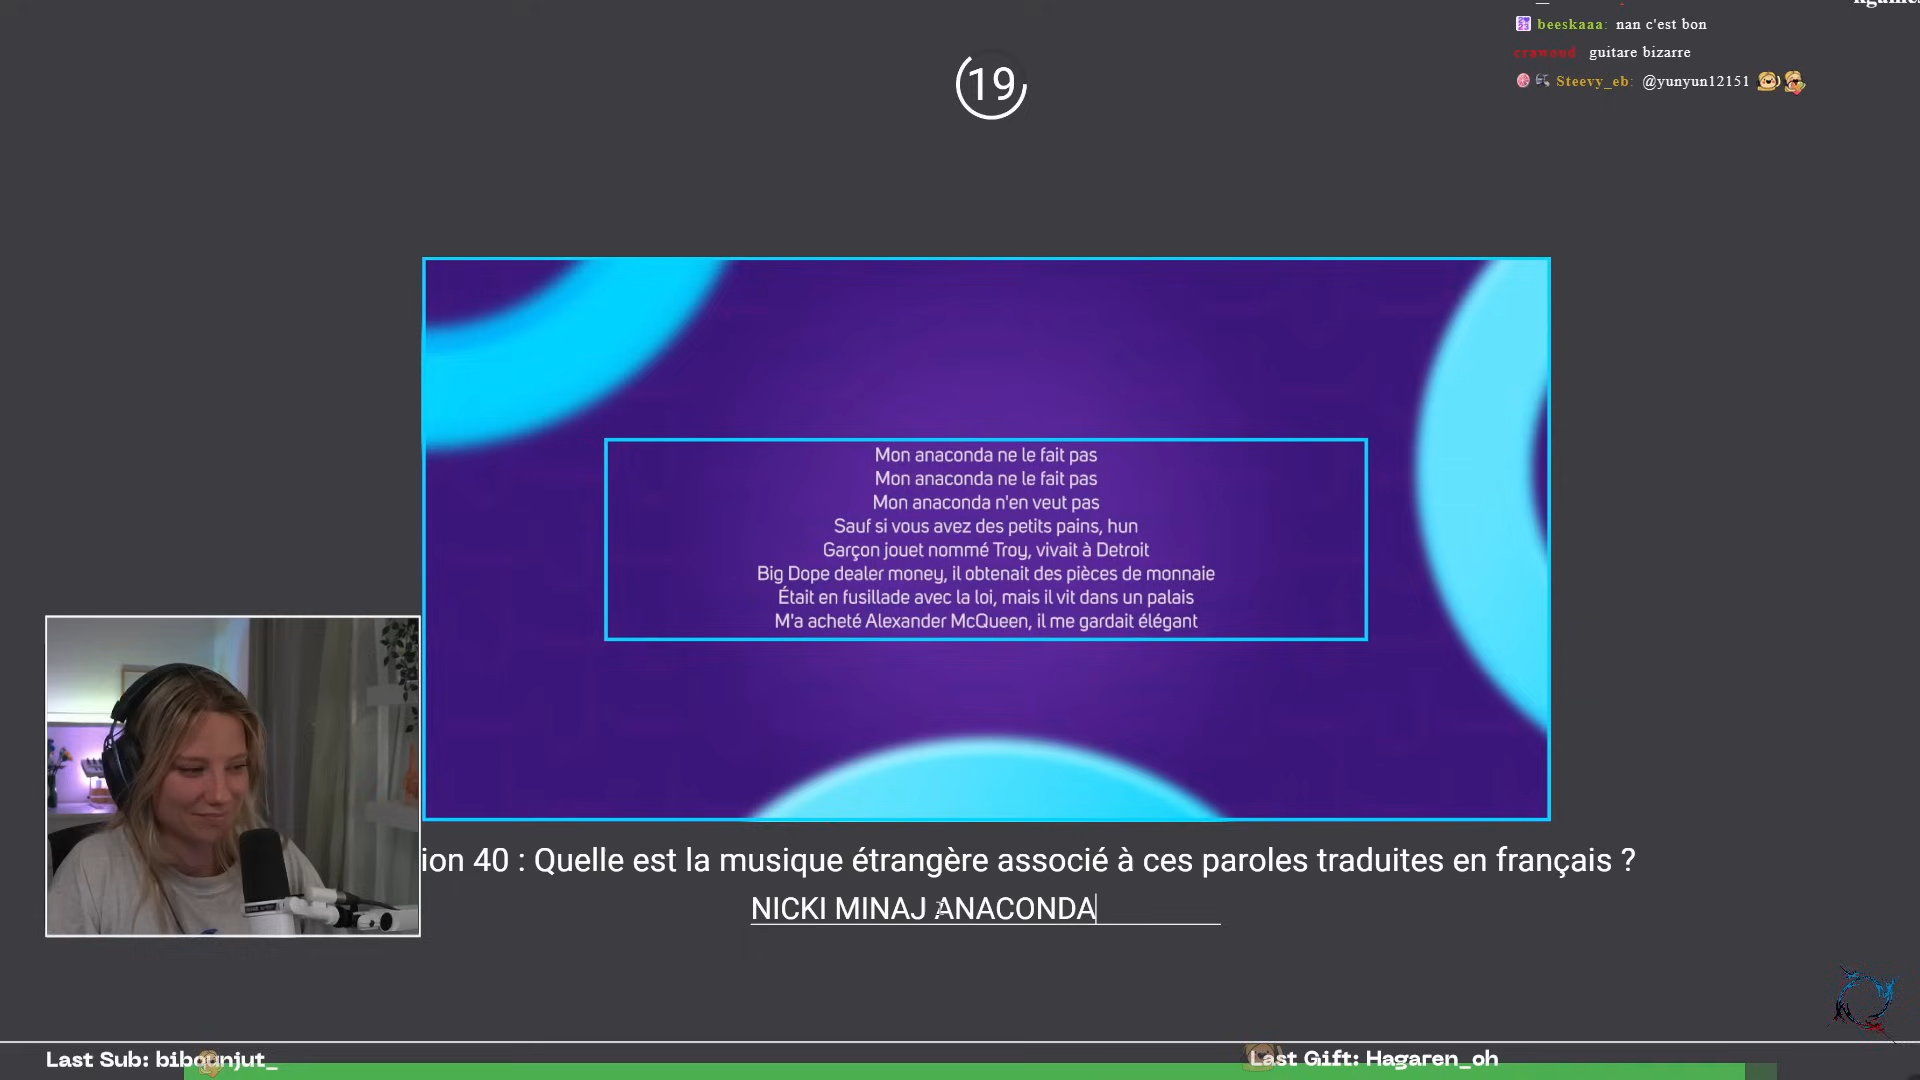 beeskaaa: nan c'est bon
crawoud guitare bizarre
Steevy_eb: @yunyun12151
19
Mon anaconda ne le fait pas
Mon anaconda ne le fait pas
Mon anaconda n'en veut pas
Sauf si vous avez des petits pains, hun
Garçon jouet nommé Troy, vivait à Detroit
Big Dope dealer money, il obtenait des pièces de monnaie
Était en fusillade avec la loi, mais il vit dans un palais
M'a acheté Alexander McQueen, il me gardait élégant
ion 40 : Quelle est la musique étrangère associé à ces paroles traduites en français ?
NICKI MINAJ ANACONDA
Last Sub: bibounjut_
Last Gift: Hagaren_oh